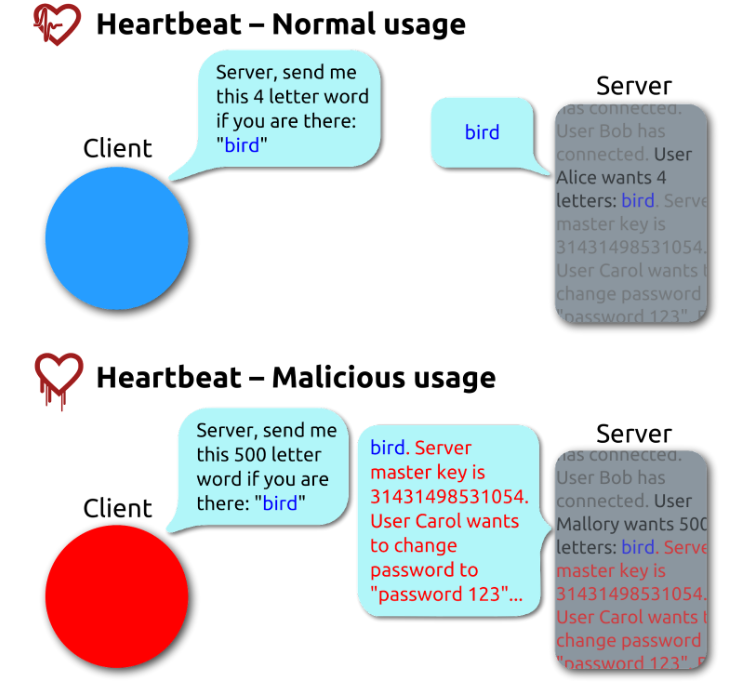 Heartbeat – Normal usage
Server, send me
this 4 letter word
if you are there:
"bird"
Client
bird
Server
has connected.
User Bob has
connected. User
Alice wants 4
letters: bird. Serve
master key is
31431498531054.
User Carol wants t
change password
"password 123".
Heartbeat – Malicious usage
Server, send me
this 500 letter
word if you are
there: "bird"
Client
bird. Server
master key is
31431498531054.
User Carol wants
to change
password to
"password 123"...
Server
has connected.
User Bob has
connected. User
Mallory wants 500
letters: bird. Serve
master key is
31431498531054.
User Carol wants t
change password
"password 123".